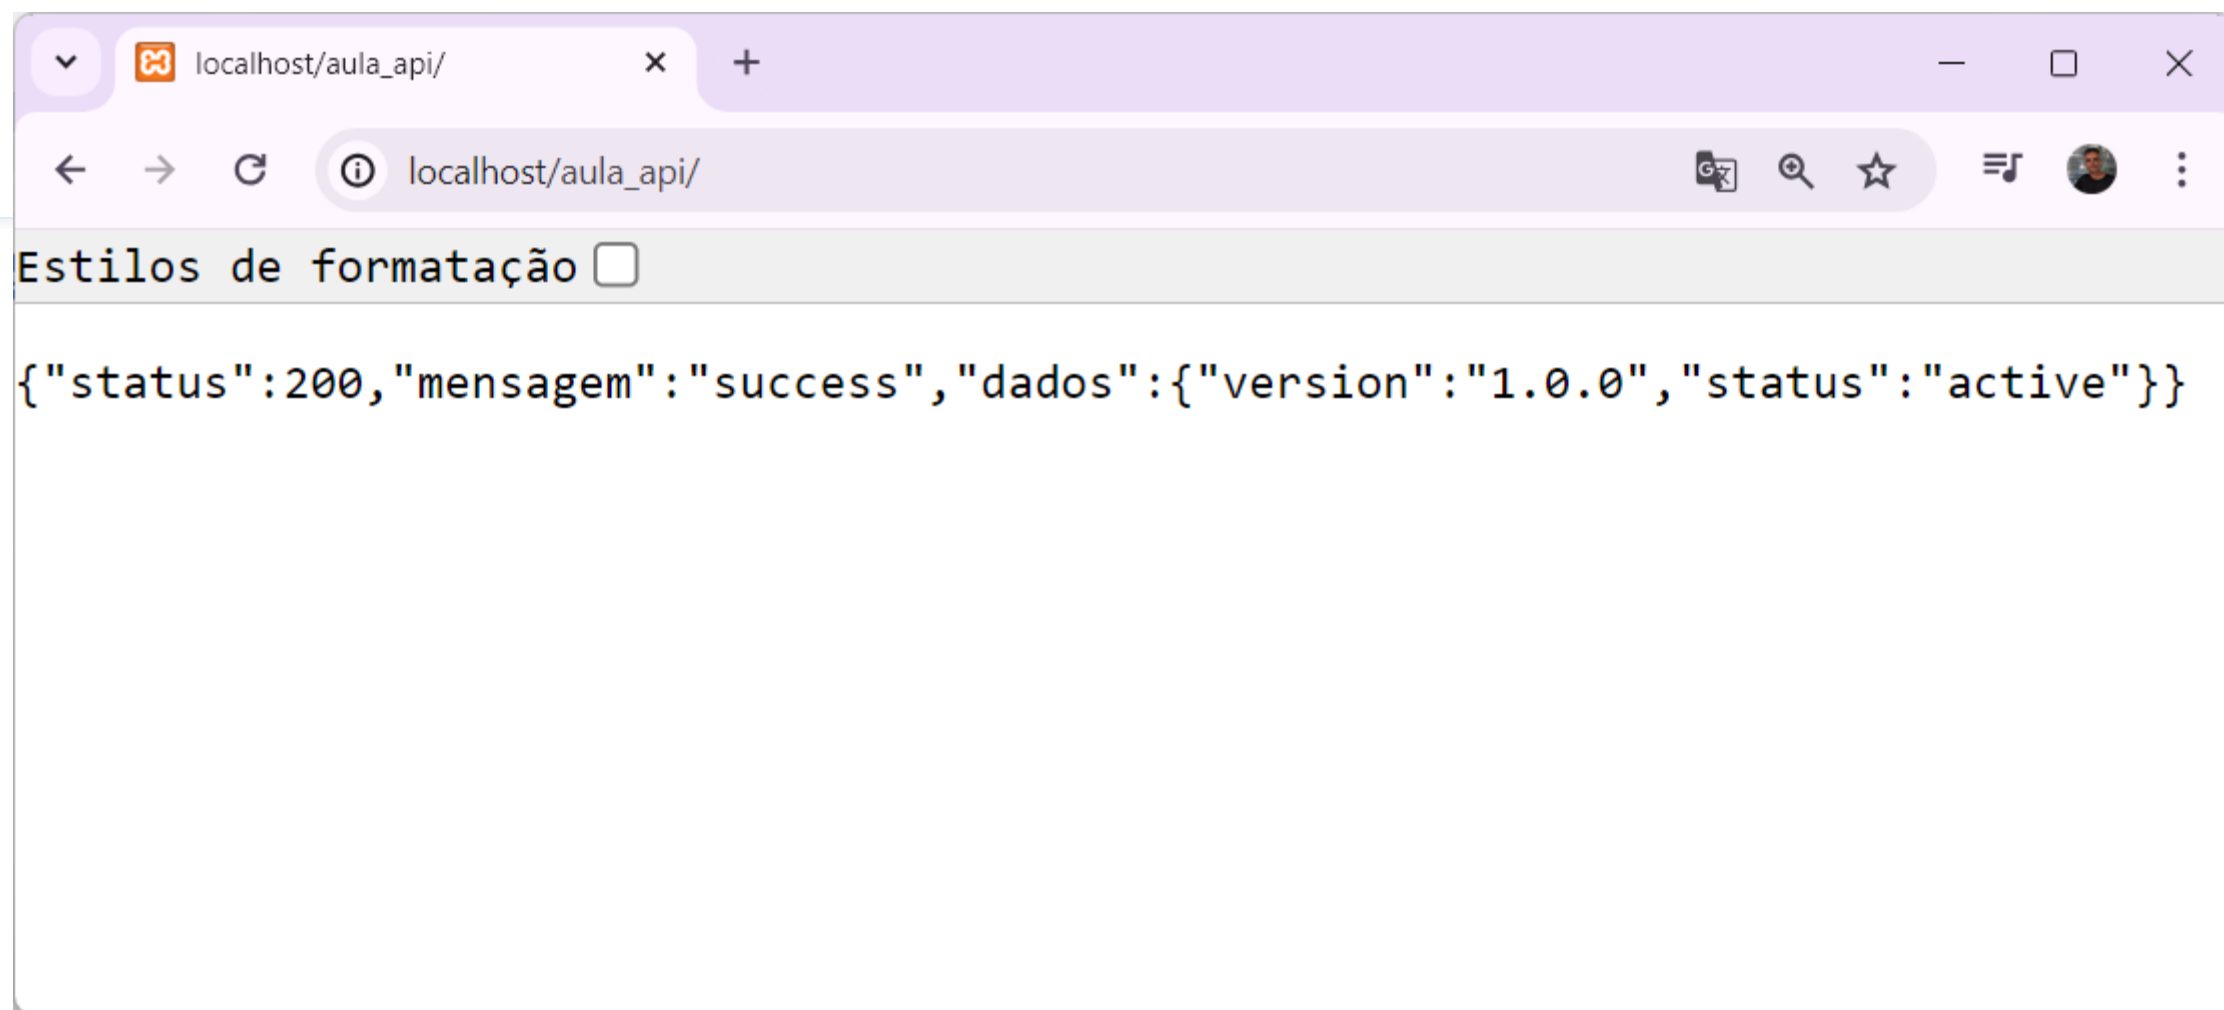 localhost/aula_api/
localhost/aula_api/
Estilos de formatação
{"status":200,"mensagem":"success","dados":{"version":"1.0.0","status":"active"}}